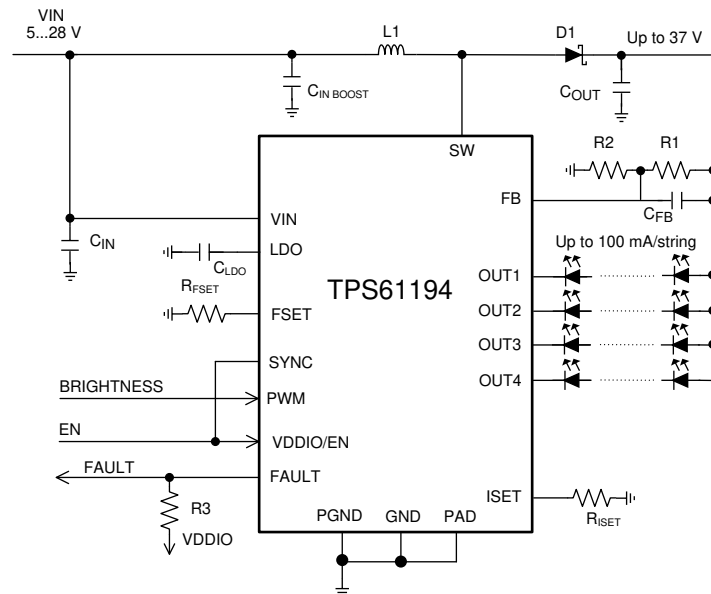 VIN
5...28 V
L1
D1
Up to 37 V
CIN BOOST
COUT
SW
R2
R1
FB
CFB
VIN
CIN
LDO
CLDO
Up to 100 mA/string
RFSET
TPS61194
OUT1
FSET
OUT2
OUT3
SYNC
OUT4
BRIGHTNESS
PWM
EN
VDDIO/EN
FAULT
FAULT
ISET
R3
RISET
VDDIO
PGND
GND
PAD